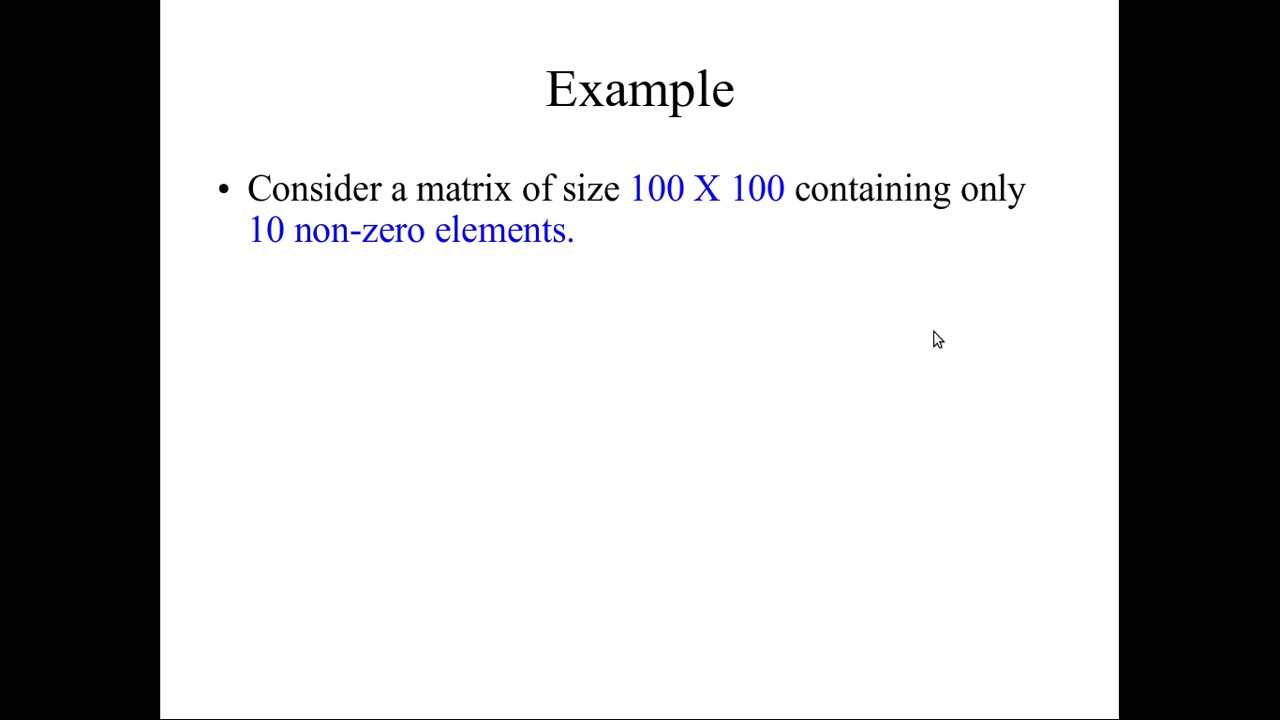 Example
• Consider a matrix of size 100 X 100 containing only
10 non-zero elements.